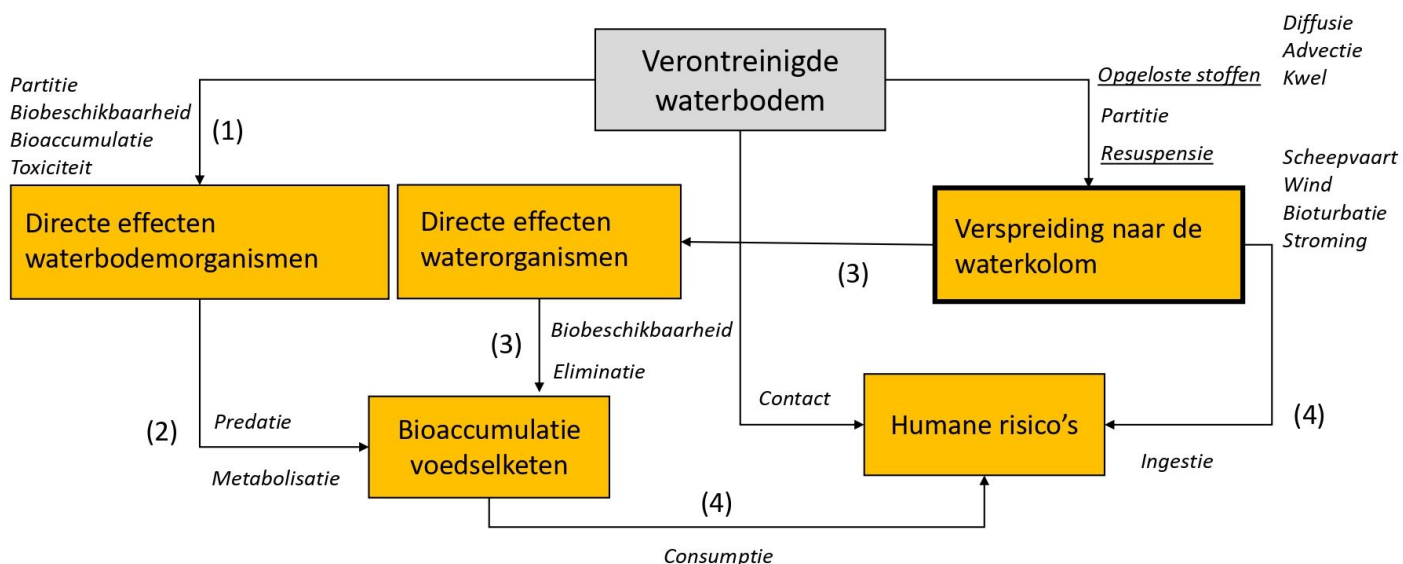 Verontreinigde
waterbodem
Diffusie
Advectie
Kwel
Opgeloste stoffen
Partitie
Resuspensie
Scheepvaart
Wind
Bioturbatie
Stroming
Partitie
Biobeschikbaarheid
Bioaccumulatie
Toxiciteit
(1)
Directe effecten
waterbodemorganismen
Directe effecten
waterorganismen
Verspreiding naar de
waterkolom
(3)
(3)
Biobeschikbaarheid
Eliminatie
(2)
Predatie
Metabolisatie
Bioaccumulatie
voedselketen
Contact
Humane risico’s
(4)
Ingestie
(4)
Consumptie